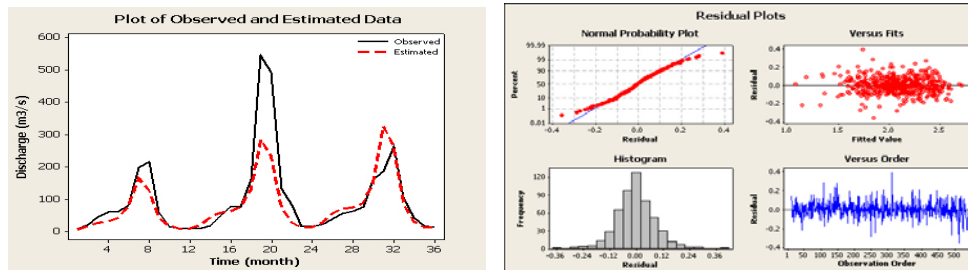 Plot of Observed and Estimated Data
600
500
400
300
200
100
0
Discharge (m3/s)
Observed
Estimated
4 8 12 16 20 24 28 32 36
Time (month)
Residual Plots
Normal Probability Plot
99.99
99
90
50
10
1
0.01
Percent
-0.4 -0.2 0.0 0.2 0.4
Residual
Versus Fits
0.4
0.2
0.0
-0.2
-0.4
Residual
1.0 1.5 2.0 2.5
Fitted Value
Histogram
120
90
60
30
0
Frequency
-0.36 -0.24 -0.12 0.00 0.12 0.24 0.36
Residual
Versus Order
0.4
0.2
0.0
-0.2
-0.4
Residual
1 50 100 150 200 250 300 350 400 450 500
Observation Order